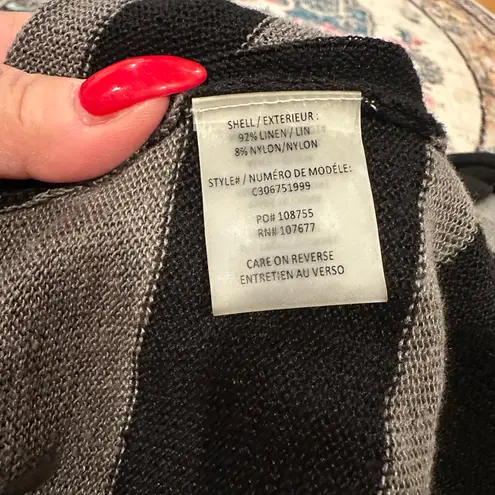 SHELL / EXTERIEUR :
92% LINEN / LIN
8% NYLON/NYLON
STYLE# / NUMÉRO DE MODÉLE:
C306751999
PO# 108755
RN# 107677
CARE ON REVERSE
ENTRETIEN AU VERSO